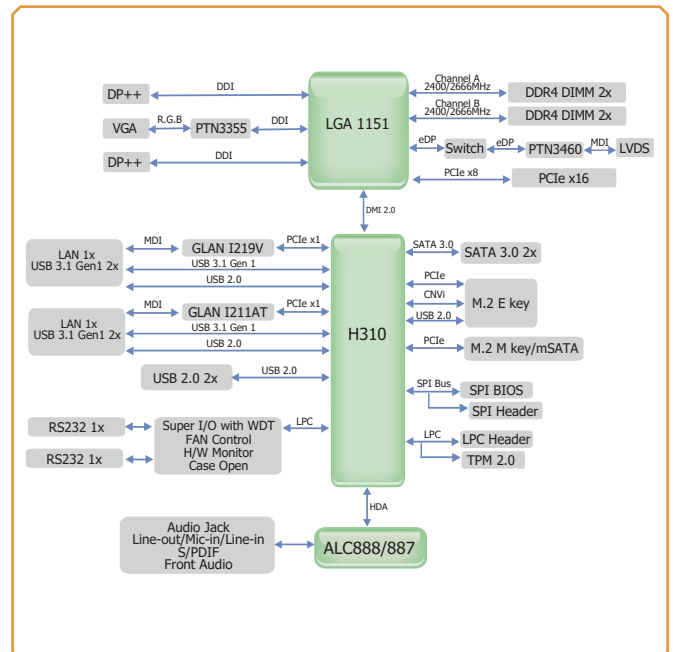 DP++
DDI
VGA
R.G.B
PTN3355
DDI
DP++
DDI
LGA 1151
Channel A
2400/2666MHz
DDR4 DIMM 2x
Channel B
2400/2666MHz
DDR4 DIMM 2x
eDP
Switch
eDP
PTN3460
MDI
LVDS
PCIe x8
PCIe x16
DMI 2.0
LAN 1x
USB 3.1 Gen1 2x
MDI
GLAN I219V
PCIe x1
USB 3.1 Gen 1
USB 2.0
LAN 1x
USB 3.1 Gen1 2x
MDI
GLAN I211AT
PCIe x1
USB 3.1 Gen 1
USB 2.0
USB 2.0 2x
USB 2.0
RS232 1x
RS232 1x
Super I/O with WDT
FAN Control
H/W Monitor
Case Open
LPC
H310
SATA 3.0
SATA 3.0 2x
PCIe
CNVi
USB 2.0
M.2 E key
PCIe
M.2 M key/mSATA
SPI Bus
SPI BIOS
SPI Header
LPC
LPC Header
TPM 2.0
HDA
Audio Jack
Line-out/Mic-in/Line-in
S/PDIF
Front Audio
ALC888/887